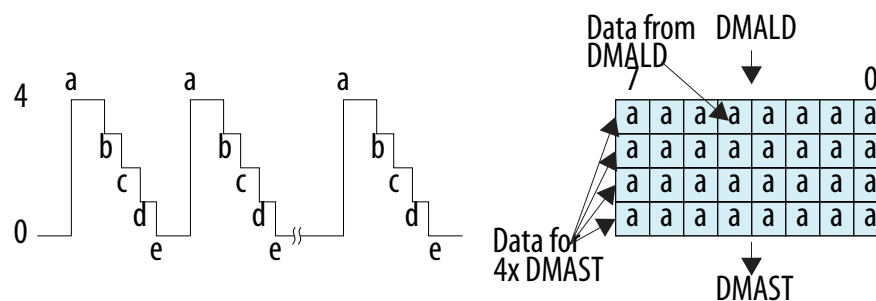 Data from DMALD
DMALD
7 0
a a a
4
b b b
c c c
d d d
0
e e e
a a a a a a a a
a a a a a a a a
a a a a a a a a
a a a a a a a a
Data for
4x DMAST
DMAST